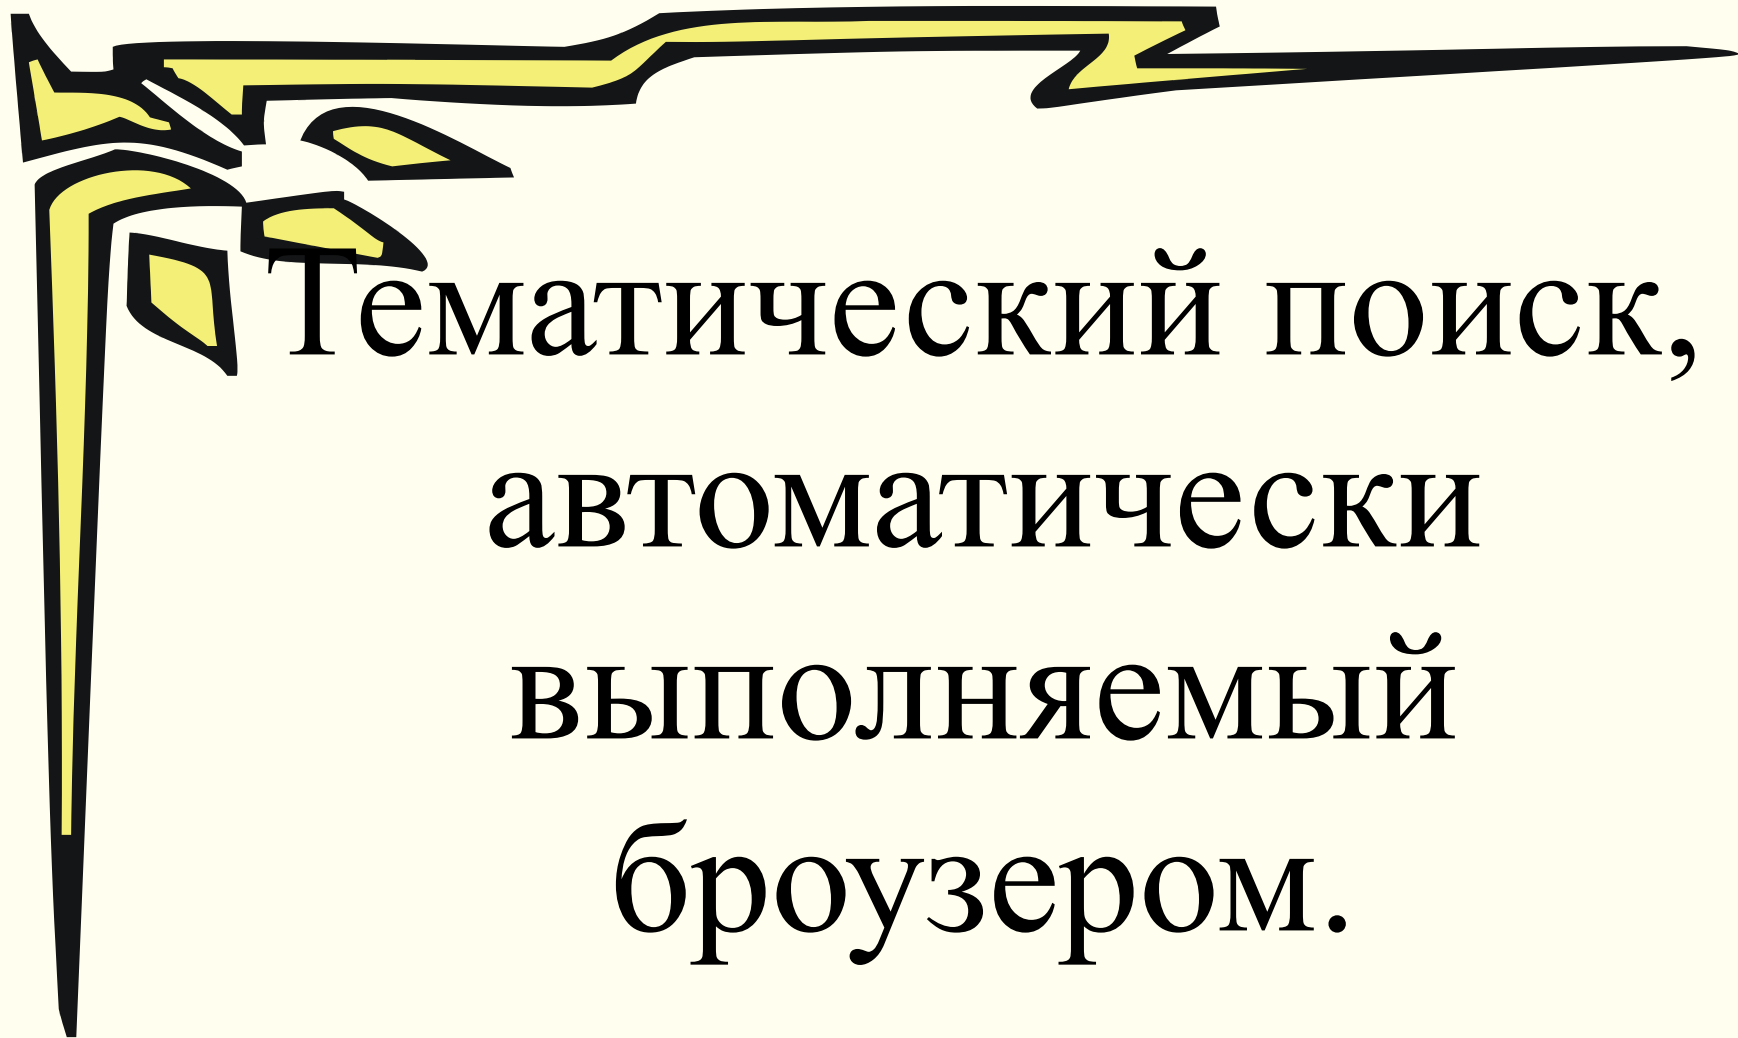 Тематический поиск,
автоматически
выполняемый
броузером.